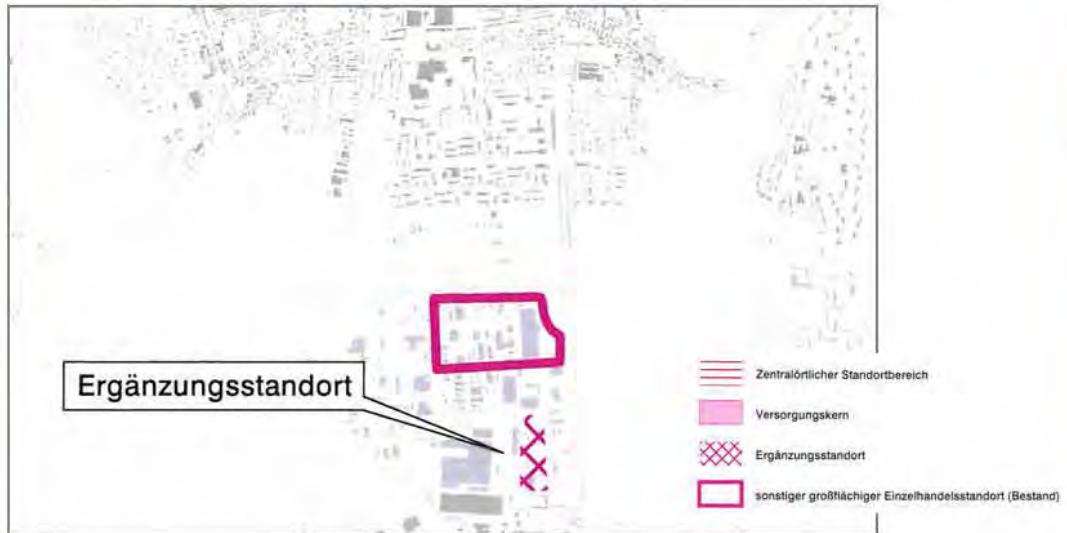 Ergänzungsstandort
Zentralörtlicher Standortbereich
Versorgungskern
Ergänzungsstandort
sonstiger großflächiger Einzelhandelsstandort (Bestand)